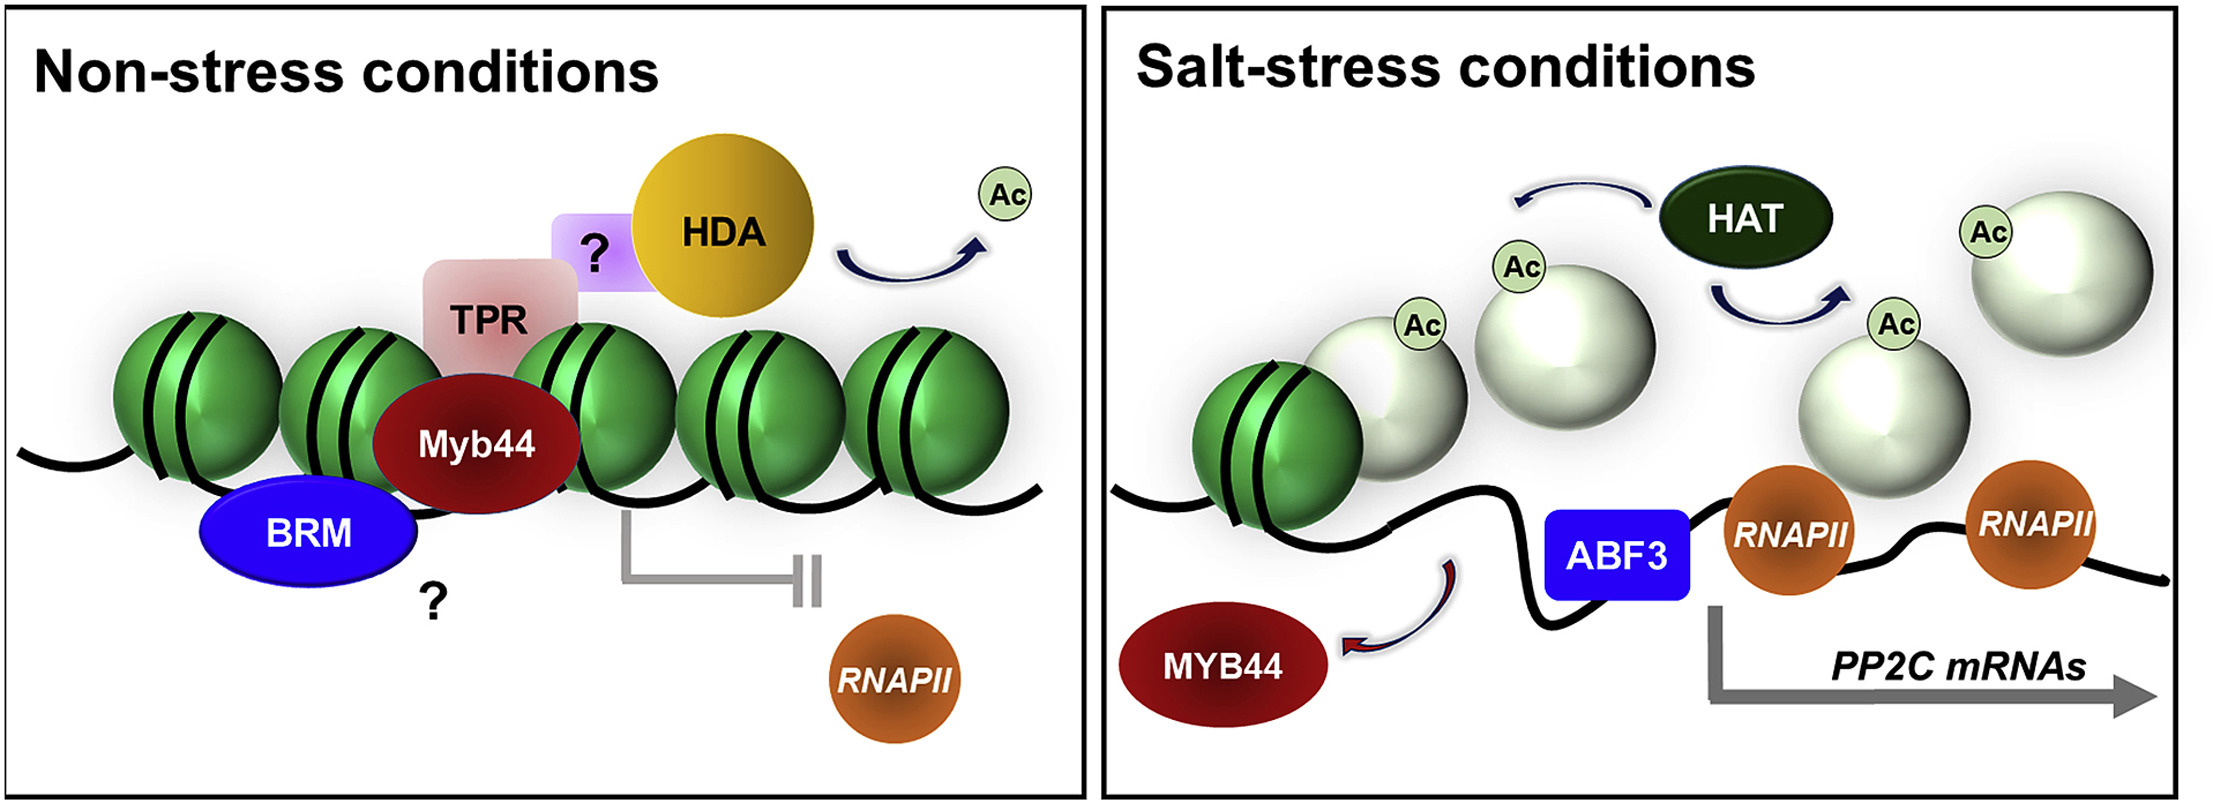 Non-stress conditions
HDA
Ac
?
TPR
Myb44
BRM
?
RNAPII
Salt-stress conditions
HAT
Ac
Ac
Ac
Ac
RNAPII
RNAPII
ABF3
MYB44
PP2C mRNAs